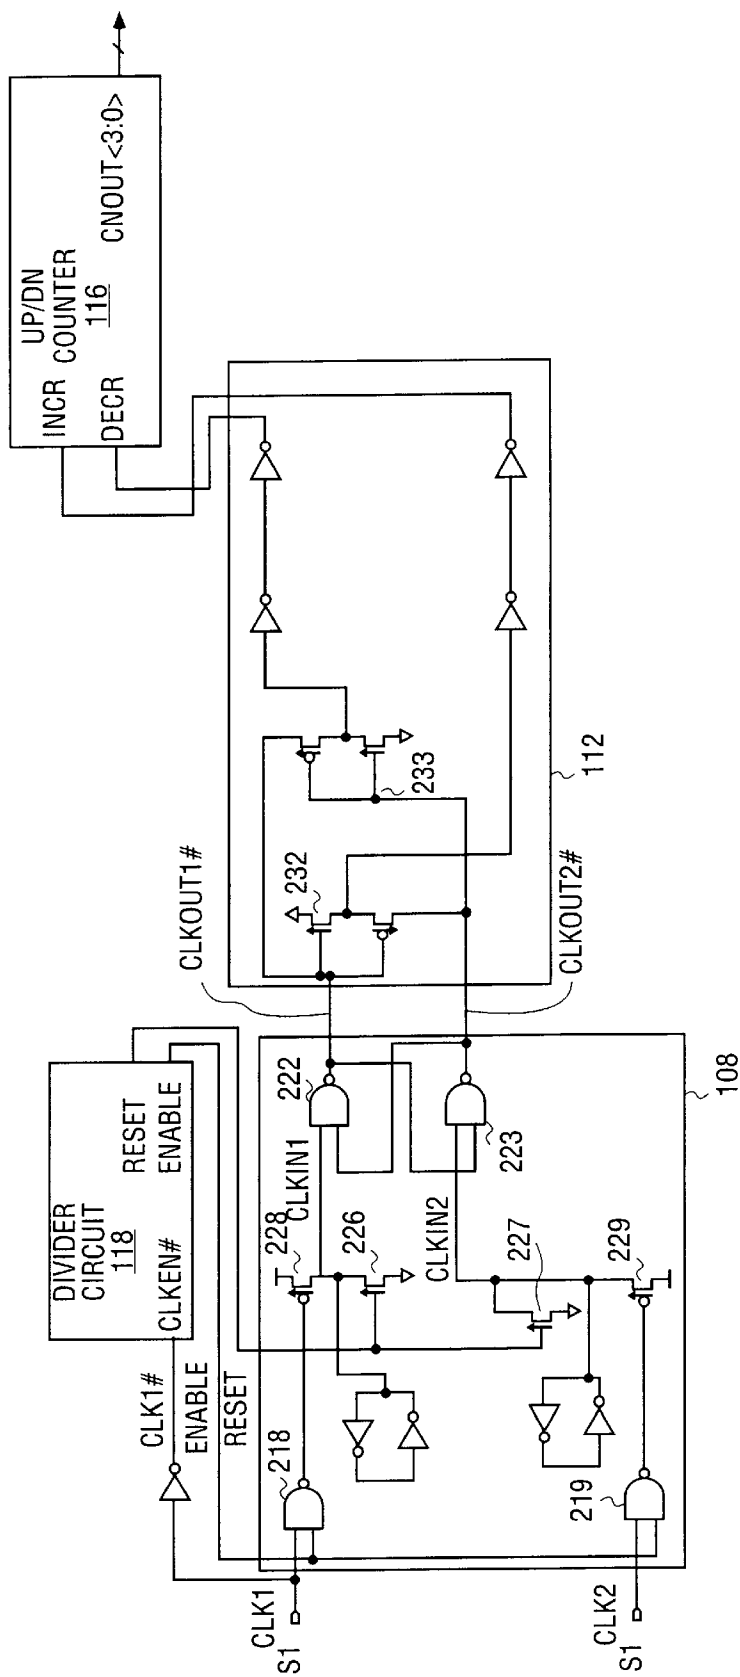 UP/DN
COUNTER
116
INCR
DECR
CNOUT<3:0>
DIVIDER
CIRCUIT
118
RESET
ENABLE
CLKEN#
CLK1#
ENABLE
RESET
CLK1
S1
218
228
226
CLKIN1
222
CLKOUT1#
232
233
112
CLKOUT2#
CLKIN2
223
227
229
219
CLK2
S1
108